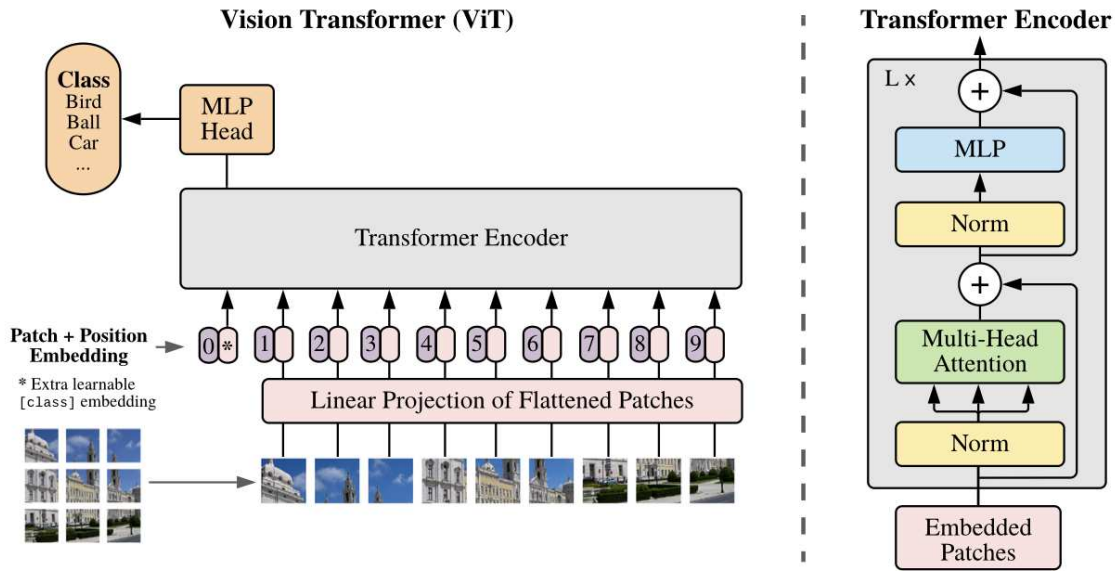 Vision Transformer (ViT)
Class
Bird
Ball
Car
...
MLP
Head
Transformer Encoder
Patch + Position
Embedding
0 * 1 2 3 4 5 6 7 8 9
* Extra learnable
[class] embedding
Linear Projection of Flattened Patches
Transformer Encoder
L ×
+
MLP
Norm
+
Multi-Head
Attention
Norm
Embedded
Patches